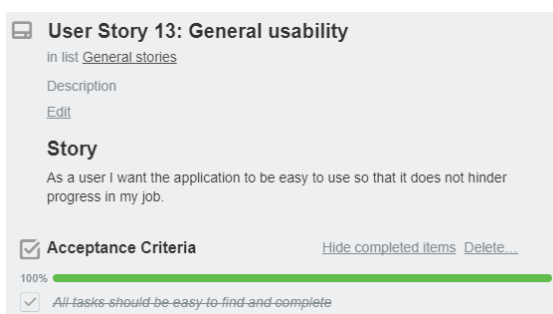 User Story 13: General usability
in list General stories
Description
Edit
Story
As a user I want the application to be easy to use so that it does not hinder
progress in my job.
Acceptance Criteria Hide completed items Delete...
100%
All tasks should be easy to find and complete